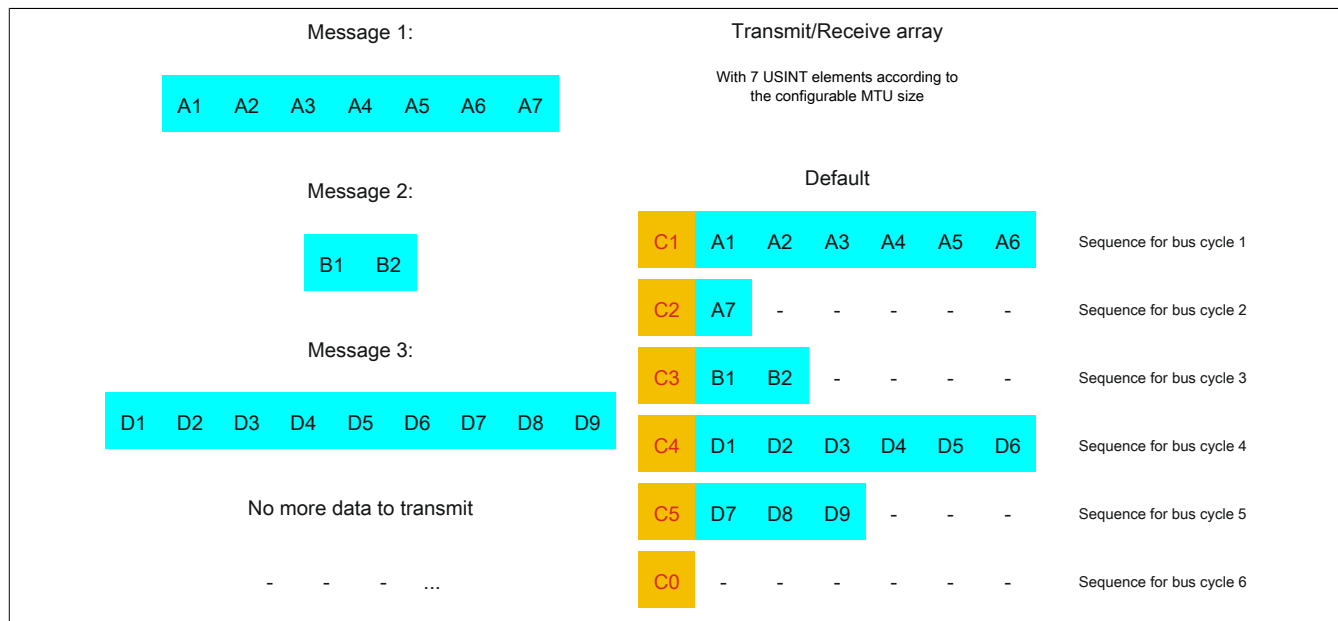 Message 1:
A1 A2 A3 A4 A5 A6 A7
Message 2:
B1 B2
Message 3:
D1 D2 D3 D4 D5 D6 D7 D8 D9
No more data to transmit
- - - ...
Transmit/Receive array
With 7 USINT elements according to
the configurable MTU size
Default
C1 A1 A2 A3 A4 A5 A6 Sequence for bus cycle 1
C2 A7 - - - - - Sequence for bus cycle 2
C3 B1 B2 - - - - Sequence for bus cycle 3
C4 D1 D2 D3 D4 D5 D6 Sequence for bus cycle 4
C5 D7 D8 D9 - - - Sequence for bus cycle 5
C0 - - - - - - Sequence for bus cycle 6